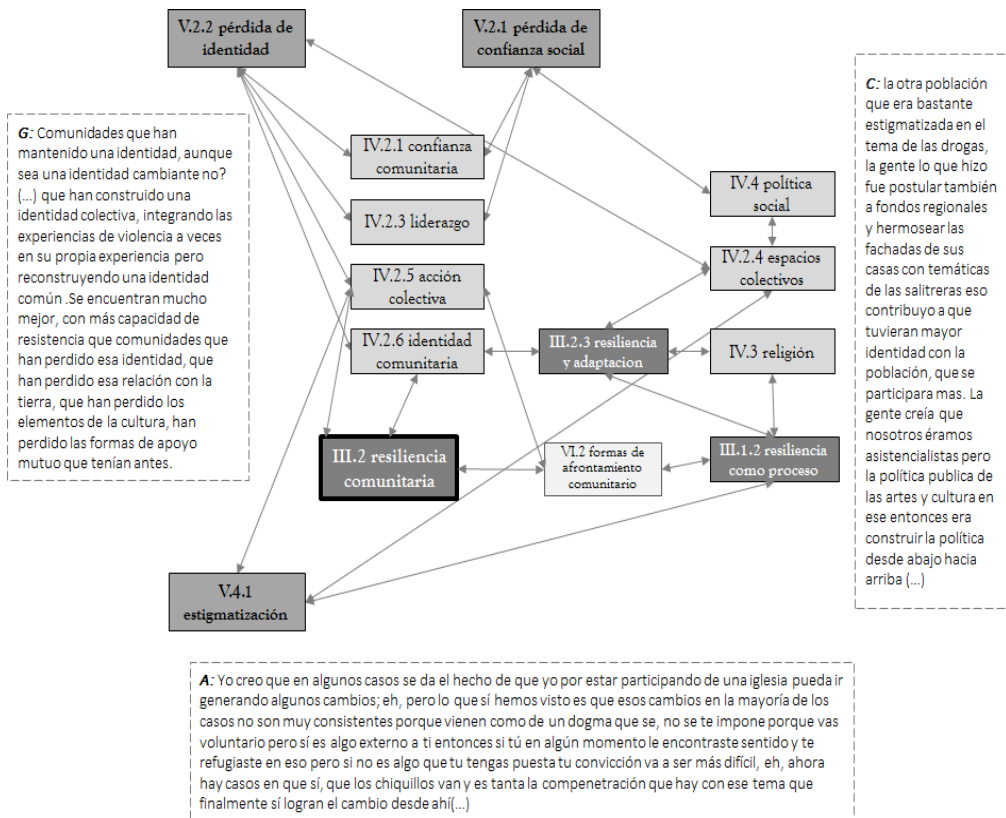 V.2.2 pérdida de
identidad
V.2.1 pérdida de
confianza social
G: Comunidades que han
mantenido una identidad, aunque
sea una identidad cambiante no?
(...) que han construido una
identidad colectiva, integrando las
experiencias de violencia a veces
en su propia experiencia pero
reconstruyendo una identidad
común .Se encuentran mucho
mejor, con más capacidad de
resistencia que comunidades que
han perdido esa identidad, que
han perdido esa relación con la
tierra, que han perdido los
elementos de la cultura, han
perdido las formas de apoyo
mutuo que tenían antes.
IV.2.1 confianza
comunitaria
IV.2.3 liderazgo
IV.2.5 acción
colectiva
IV.2.6 identidad
comunitaria
III.2 resiliencia
comunitaria
III.2.3 resiliencia
y adaptacion
VI.2 formas de
afrontamiento
comunitario
IV.4 política
social
IV.2.4 espacios
colectivos
IV.3 religión
III.1.2 resiliencia
como proceso
V.4.1
estigmatización
C: la otra población
que era bastante
estigmatizada en el
tema de las drogas,
la gente lo que hizo
fue postular también
a fondos regionales
y hermosear las
fachadas de sus
casas con temáticas
de las salitreras eso
contribuyo a que
tuvieran mayor
identidad con la
población, que se
participara mas. La
gente creía que
nosotros éramos
asistencialistas pero
la política publica de
las artes y cultura en
ese entonces era
construir la política
desde abajo hacia
arriba (...)
A: Yo creo que en algunos casos se da el hecho de que yo por estar participando de una iglesia pueda ir
generando algunos cambios; eh, pero lo que sí hemos visto es que esos cambios en la mayoría de los
casos no son muy consistentes porque vienen como de un dogma que se, no se te impone porque vas
voluntario pero sí es algo externo a ti entonces si tú en algún momento le encontraste sentido y te
refugiaste en eso pero si no es algo que tu tengas puesta tu convicción va a ser más difícil, eh, ahora
hay casos en que sí, que los chiquillos van y es tanta la compenetración que hay con ese tema que
finalmente sí logran el cambio desde ahí(...)